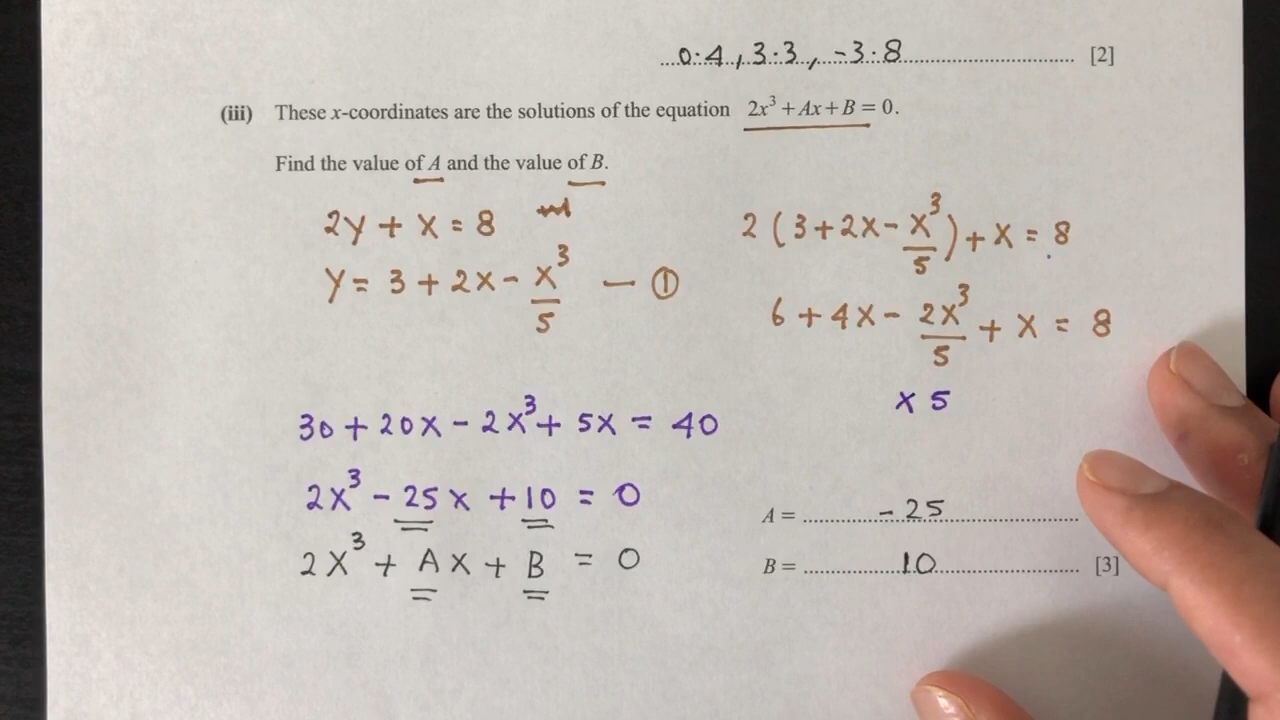 0.4, 3.3, -3.8 [2]
(iii) These x-coordinates are the solutions of the equation 2x³ + Ax + B = 0.
Find the value of A and the value of B.
2y + x = 8
y = 3 + 2x - x³/5 — ①
2(3 + 2x - x³/5) + x = 8
6 + 4x - 2x³/5 + x = 8
x 5
30 + 20x - 2x³ + 5x = 40
2x³ - 25x + 10 = 0
2x³ + Ax + B = 0
A = -25
B = 10 [3]